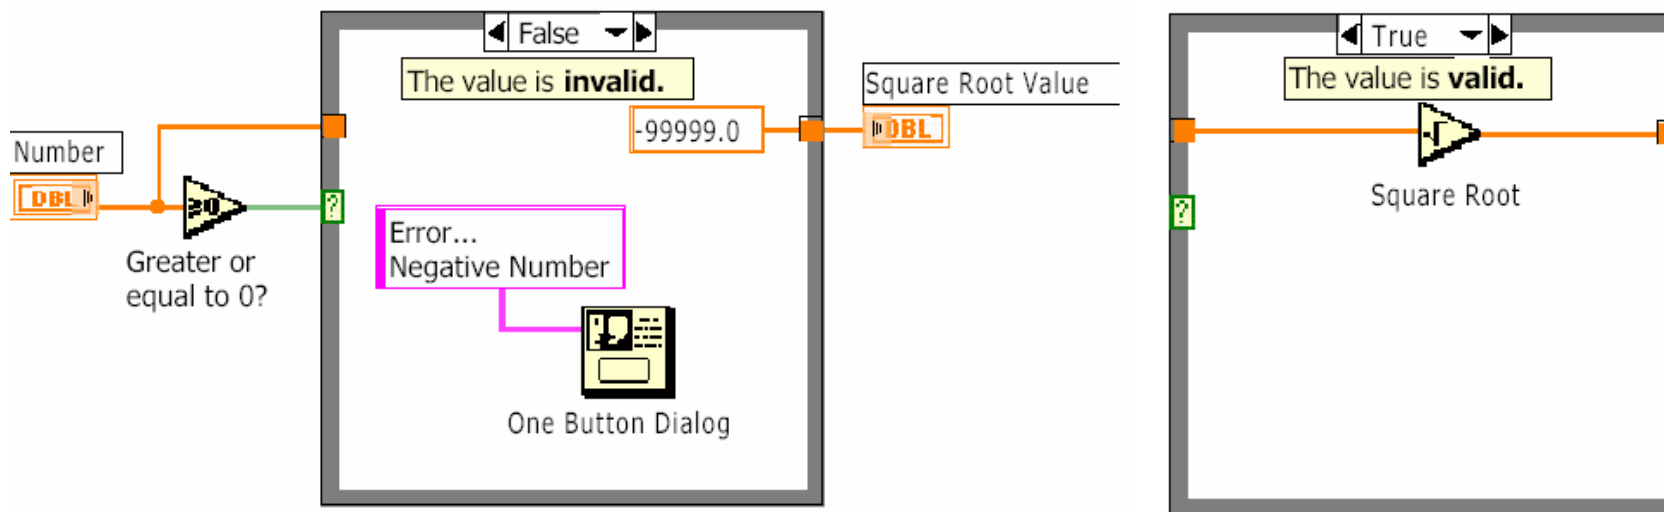 False
The value is invalid.
-99999.0
Square Root Value
DBL
Number
DBL
≥0
?
Greater or
equal to 0?
Error...
Negative Number
One Button Dialog
True
The value is valid.
√
?
Square Root